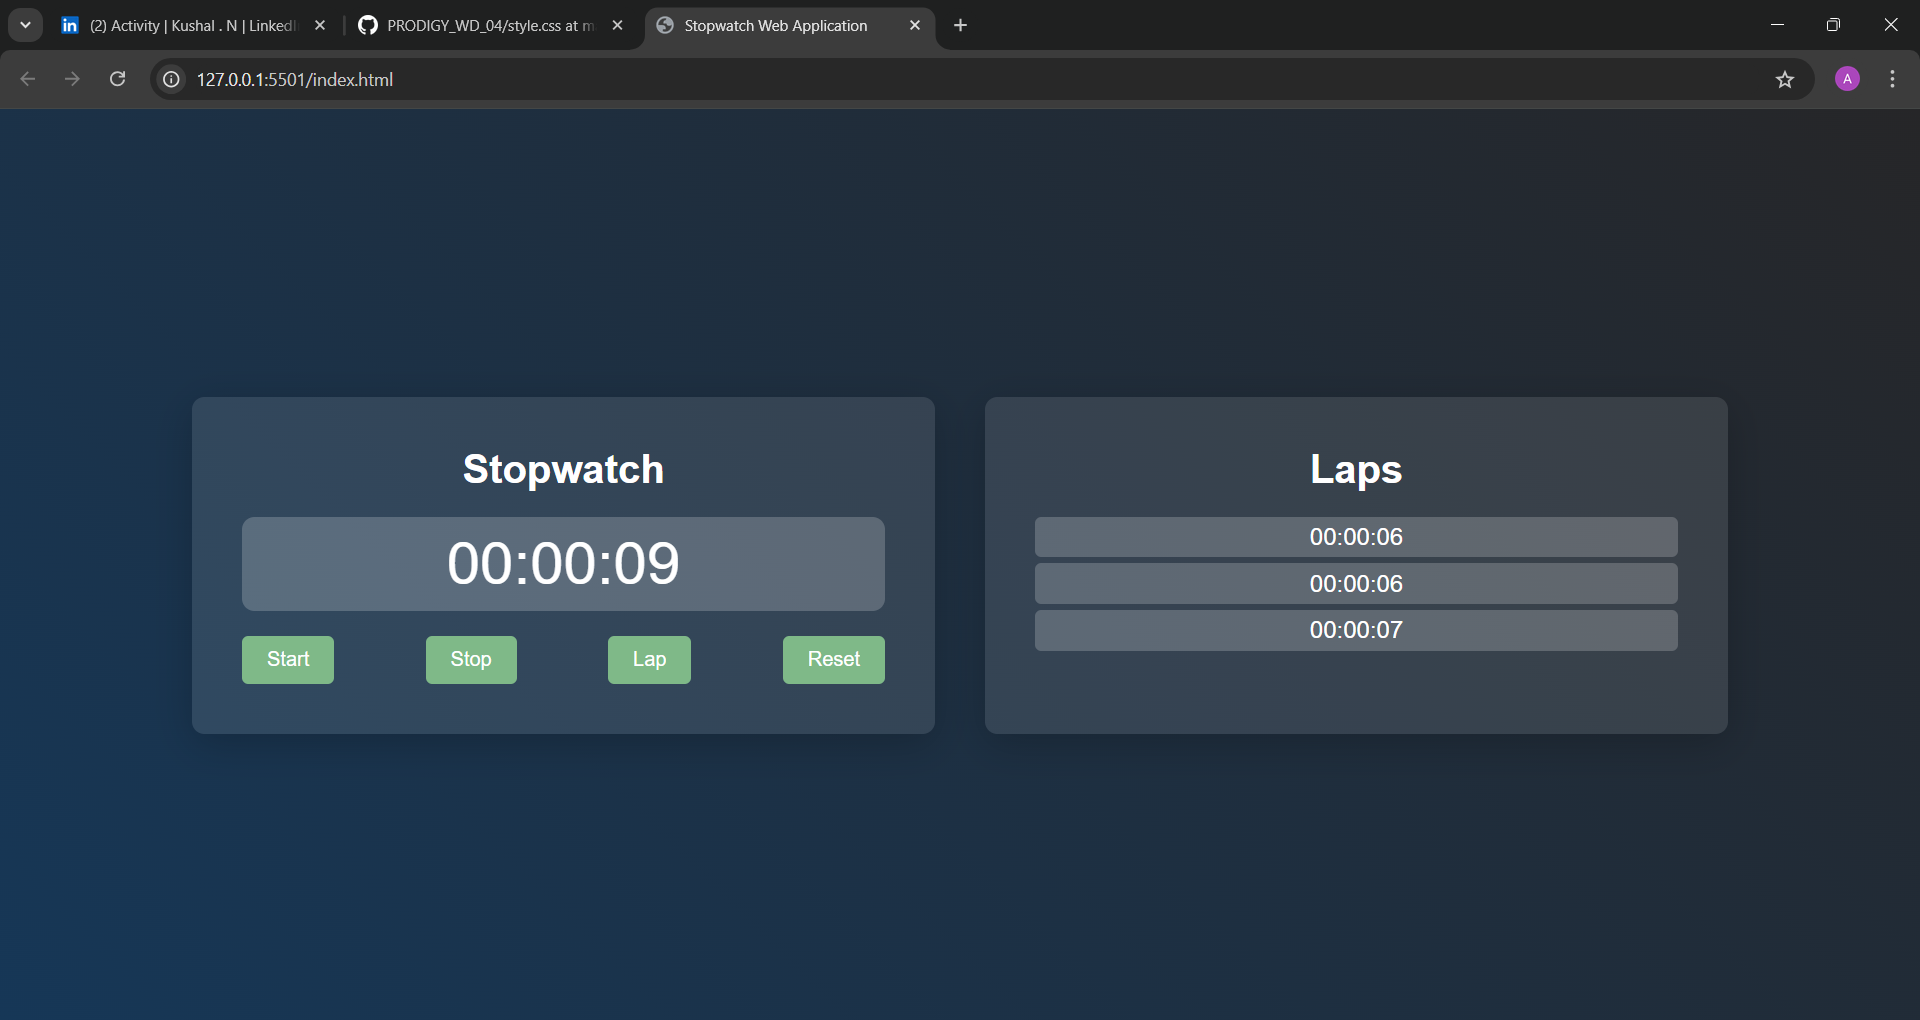 (2) Activity | Kushal . N | LinkedI
PRODIGY_WD_04/style.css at m
Stopwatch Web Application
127.0.0.1:5501/index.html
A
Stopwatch
00:00:09
Start
Stop
Lap
Reset
Laps
00:00:06
00:00:06
00:00:07